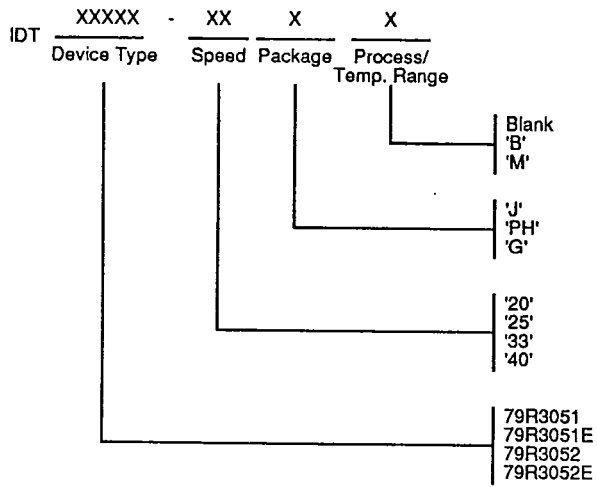 IDT XXXXX - XX X X
Device Type Speed Package Process/
Temp. Range
Blank
'B'
'M'
'J'
'PH'
'G'
'20'
'25'
'33'
'40'
79R3051
79R3051E
79R3052
79R3052E